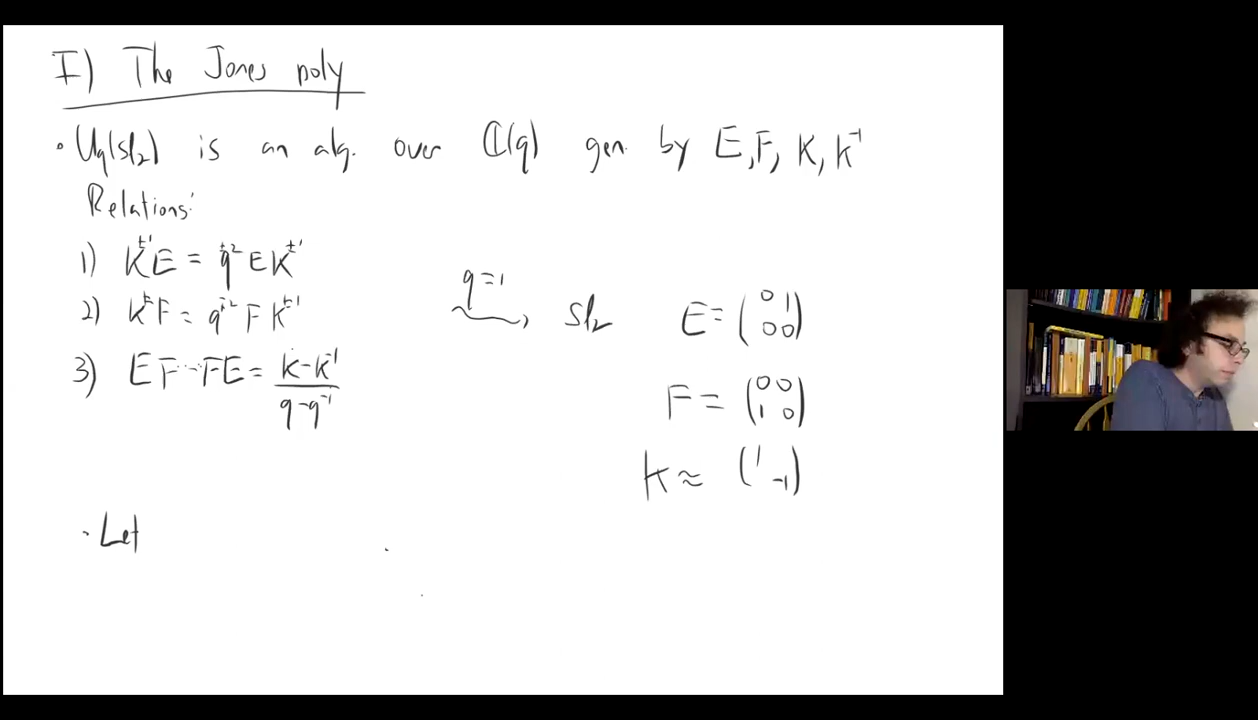 I) The Jones poly
• Uq(sl₂) is an alg. over ℂ(q) gen. by E, F, K, K⁻¹
Relations:
1) K^{±1}E = q^{±2} E K^{±1}
2) K^{±}F = q^{∓2} F K^{±1}
3) EF - FE = (K - K⁻¹)/(q - q⁻¹)
q=1
sl₂
E = (0 1 / 0 0)
F = (0 0 / 1 0)
K ≈ (1 / -1)
• Let